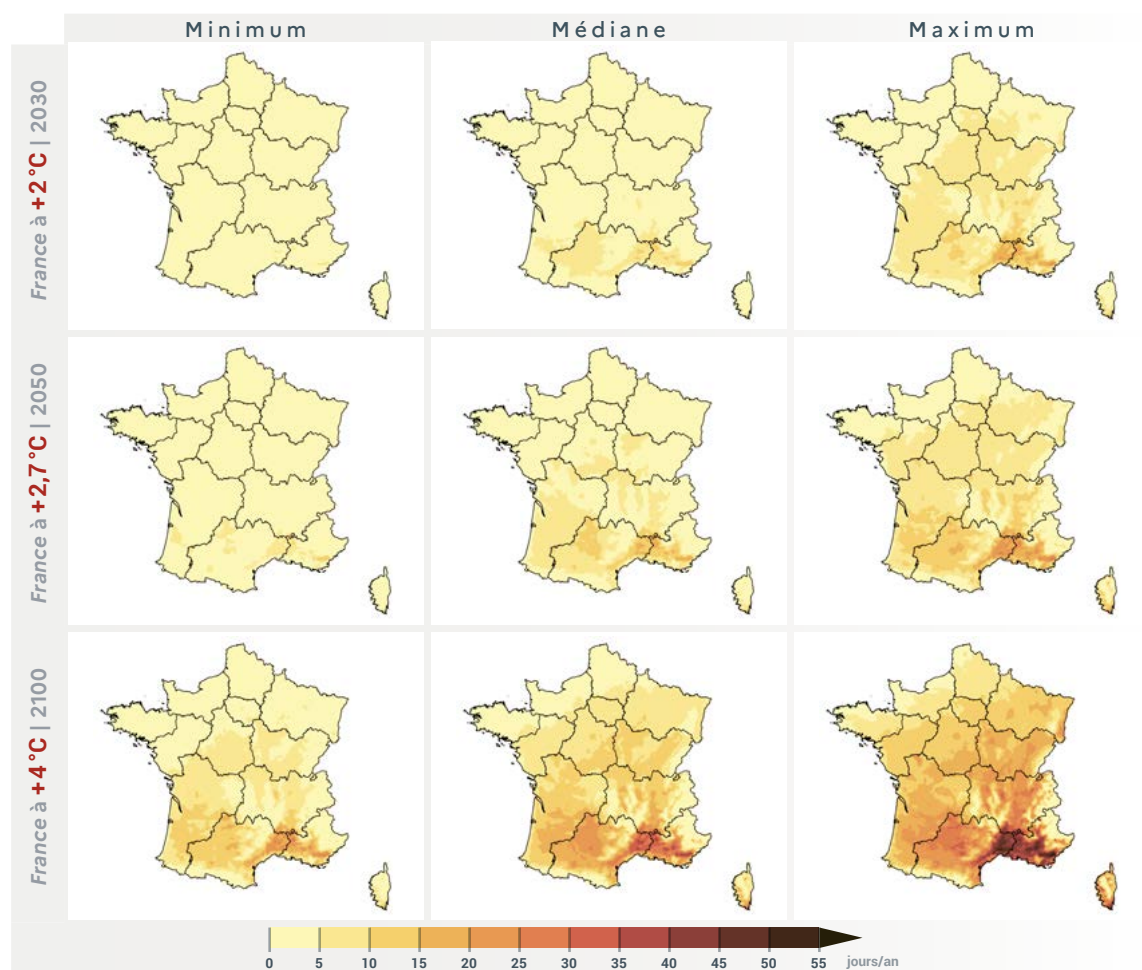 Minimum Médiane Maximum
France à +2 °C | 2030
France à +2,7 °C | 2050
France à +4 °C | 2100
0 5 10 15 20 25 30 35 40 45 50 55 jours/an